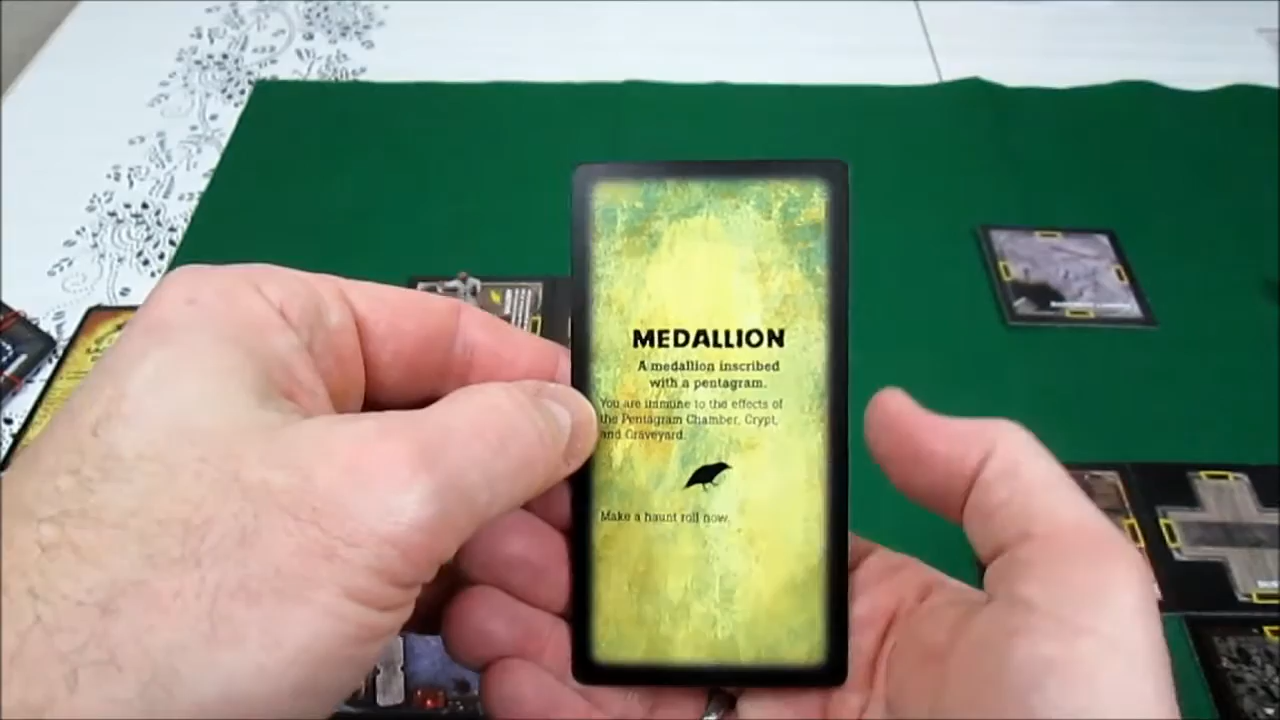 MEDALLION
A medallion inscribed
with a pentagram.
You are immune to the effects of
the Pentagram Chamber, Crypt,
and Graveyard.
Make a haunt roll now.